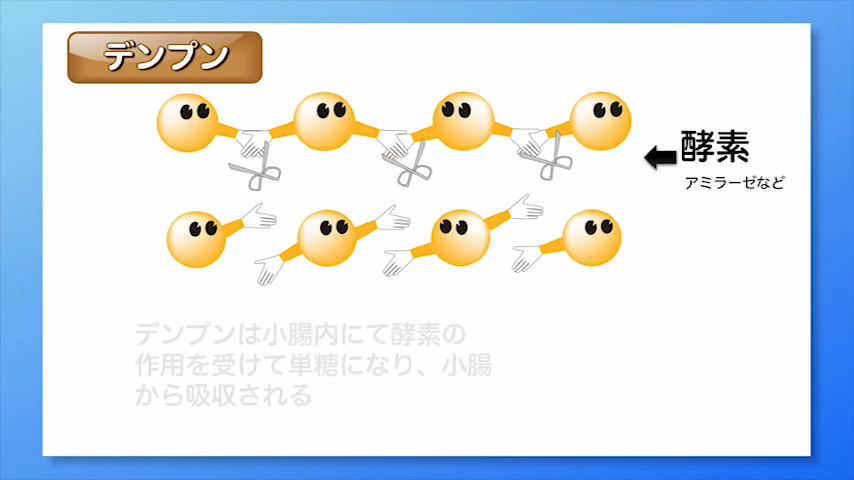 デンプン
酵素
アミラーゼなど
デンプンは小腸内にて酵素の
作用を受けて単糖になり、小腸
から吸収される